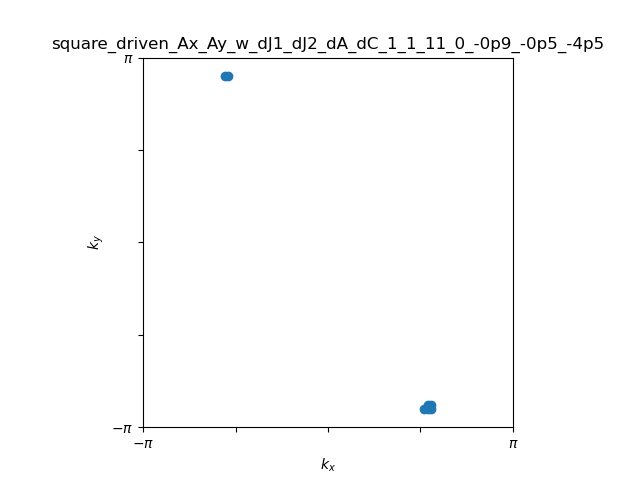 square_driven_Ax_Ay_w_dJ1_dJ2_dA_dC_1_1_11_0_-0p9_-0p5_-4p5
π
k_y
−π
−π
π
k_x